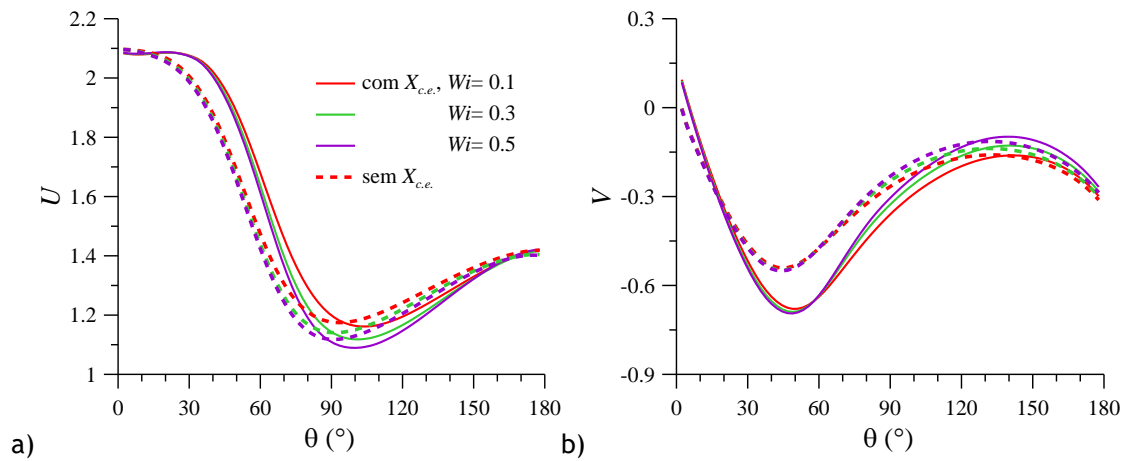 2.2
2
1.8
1.6
1.4
1.2
1
U
com X_{c.e.}, Wi= 0.1
Wi= 0.3
Wi= 0.5
sem X_{c.e.}
0 30 60 90 120 150 180
θ (°)
a)
0.3
0
-0.3
-0.6
-0.9
V
0 30 60 90 120 150 180
θ (°)
b)